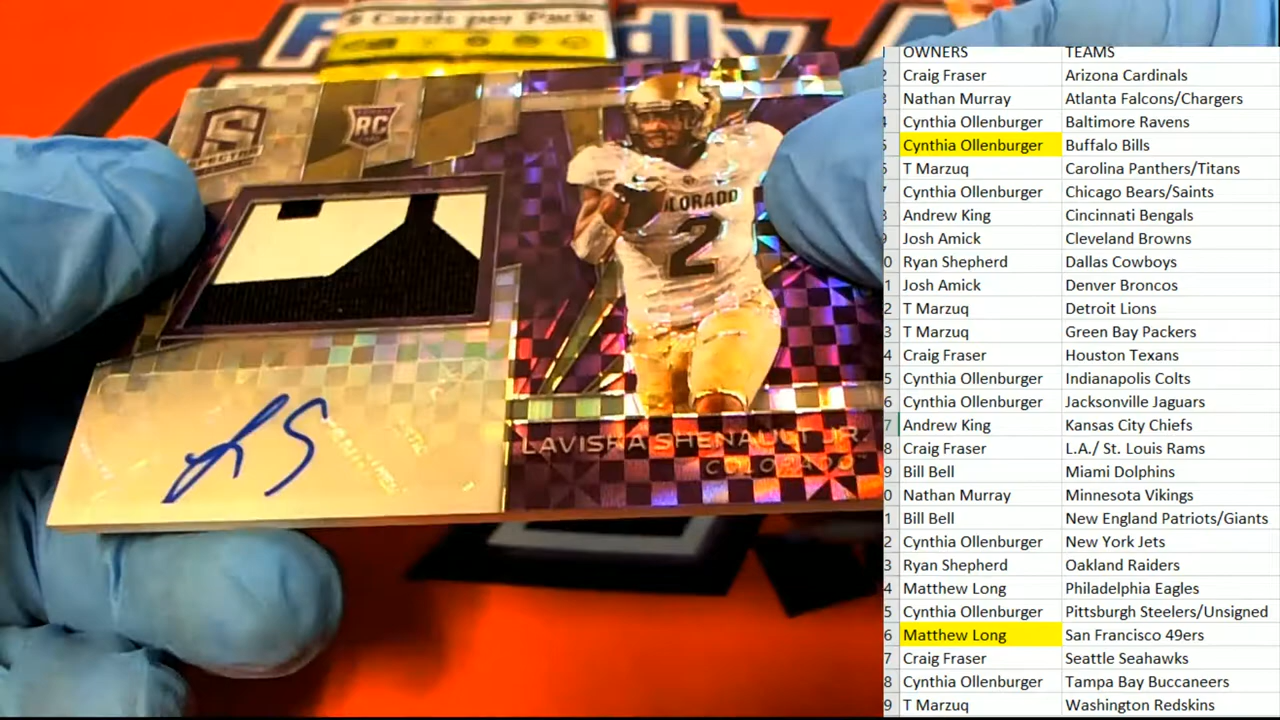 8 Cards per Pack
SPECTRA
RC
COLORADO
2
LAVISKA SHENAULT JR.
COLORADO
LS
OWNERS TEAMS
Craig Fraser Arizona Cardinals
Nathan Murray Atlanta Falcons/Chargers
Cynthia Ollenburger Baltimore Ravens
Cynthia Ollenburger Buffalo Bills
T Marzuq Carolina Panthers/Titans
Cynthia Ollenburger Chicago Bears/Saints
Andrew King Cincinnati Bengals
Josh Amick Cleveland Browns
Ryan Shepherd Dallas Cowboys
Josh Amick Denver Broncos
T Marzuq Detroit Lions
T Marzuq Green Bay Packers
Craig Fraser Houston Texans
Cynthia Ollenburger Indianapolis Colts
Cynthia Ollenburger Jacksonville Jaguars
Andrew King Kansas City Chiefs
Craig Fraser L.A./ St. Louis Rams
Bill Bell Miami Dolphins
Nathan Murray Minnesota Vikings
Bill Bell New England Patriots/Giants
Cynthia Ollenburger New York Jets
Ryan Shepherd Oakland Raiders
Matthew Long Philadelphia Eagles
Cynthia Ollenburger Pittsburgh Steelers/Unsigned
Matthew Long San Francisco 49ers
Craig Fraser Seattle Seahawks
Cynthia Ollenburger Tampa Bay Buccaneers
T Marzuq Washington Redskins